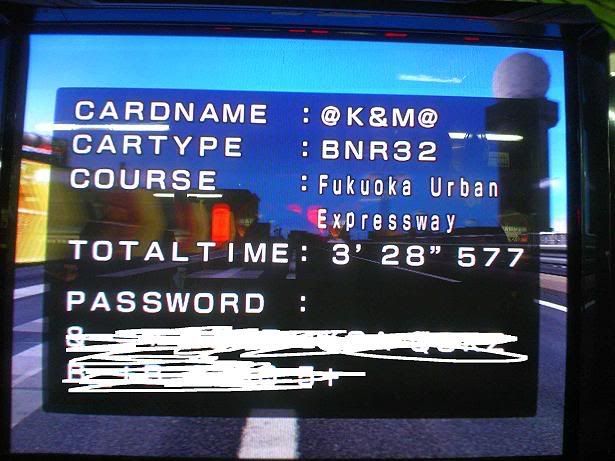 CARDNAME : @K&M@
CARTYPE : BNR32
COURSE : Fukuoka Urban
Expressway
TOTALTIME: 3' 28" 577
PASSWORD :